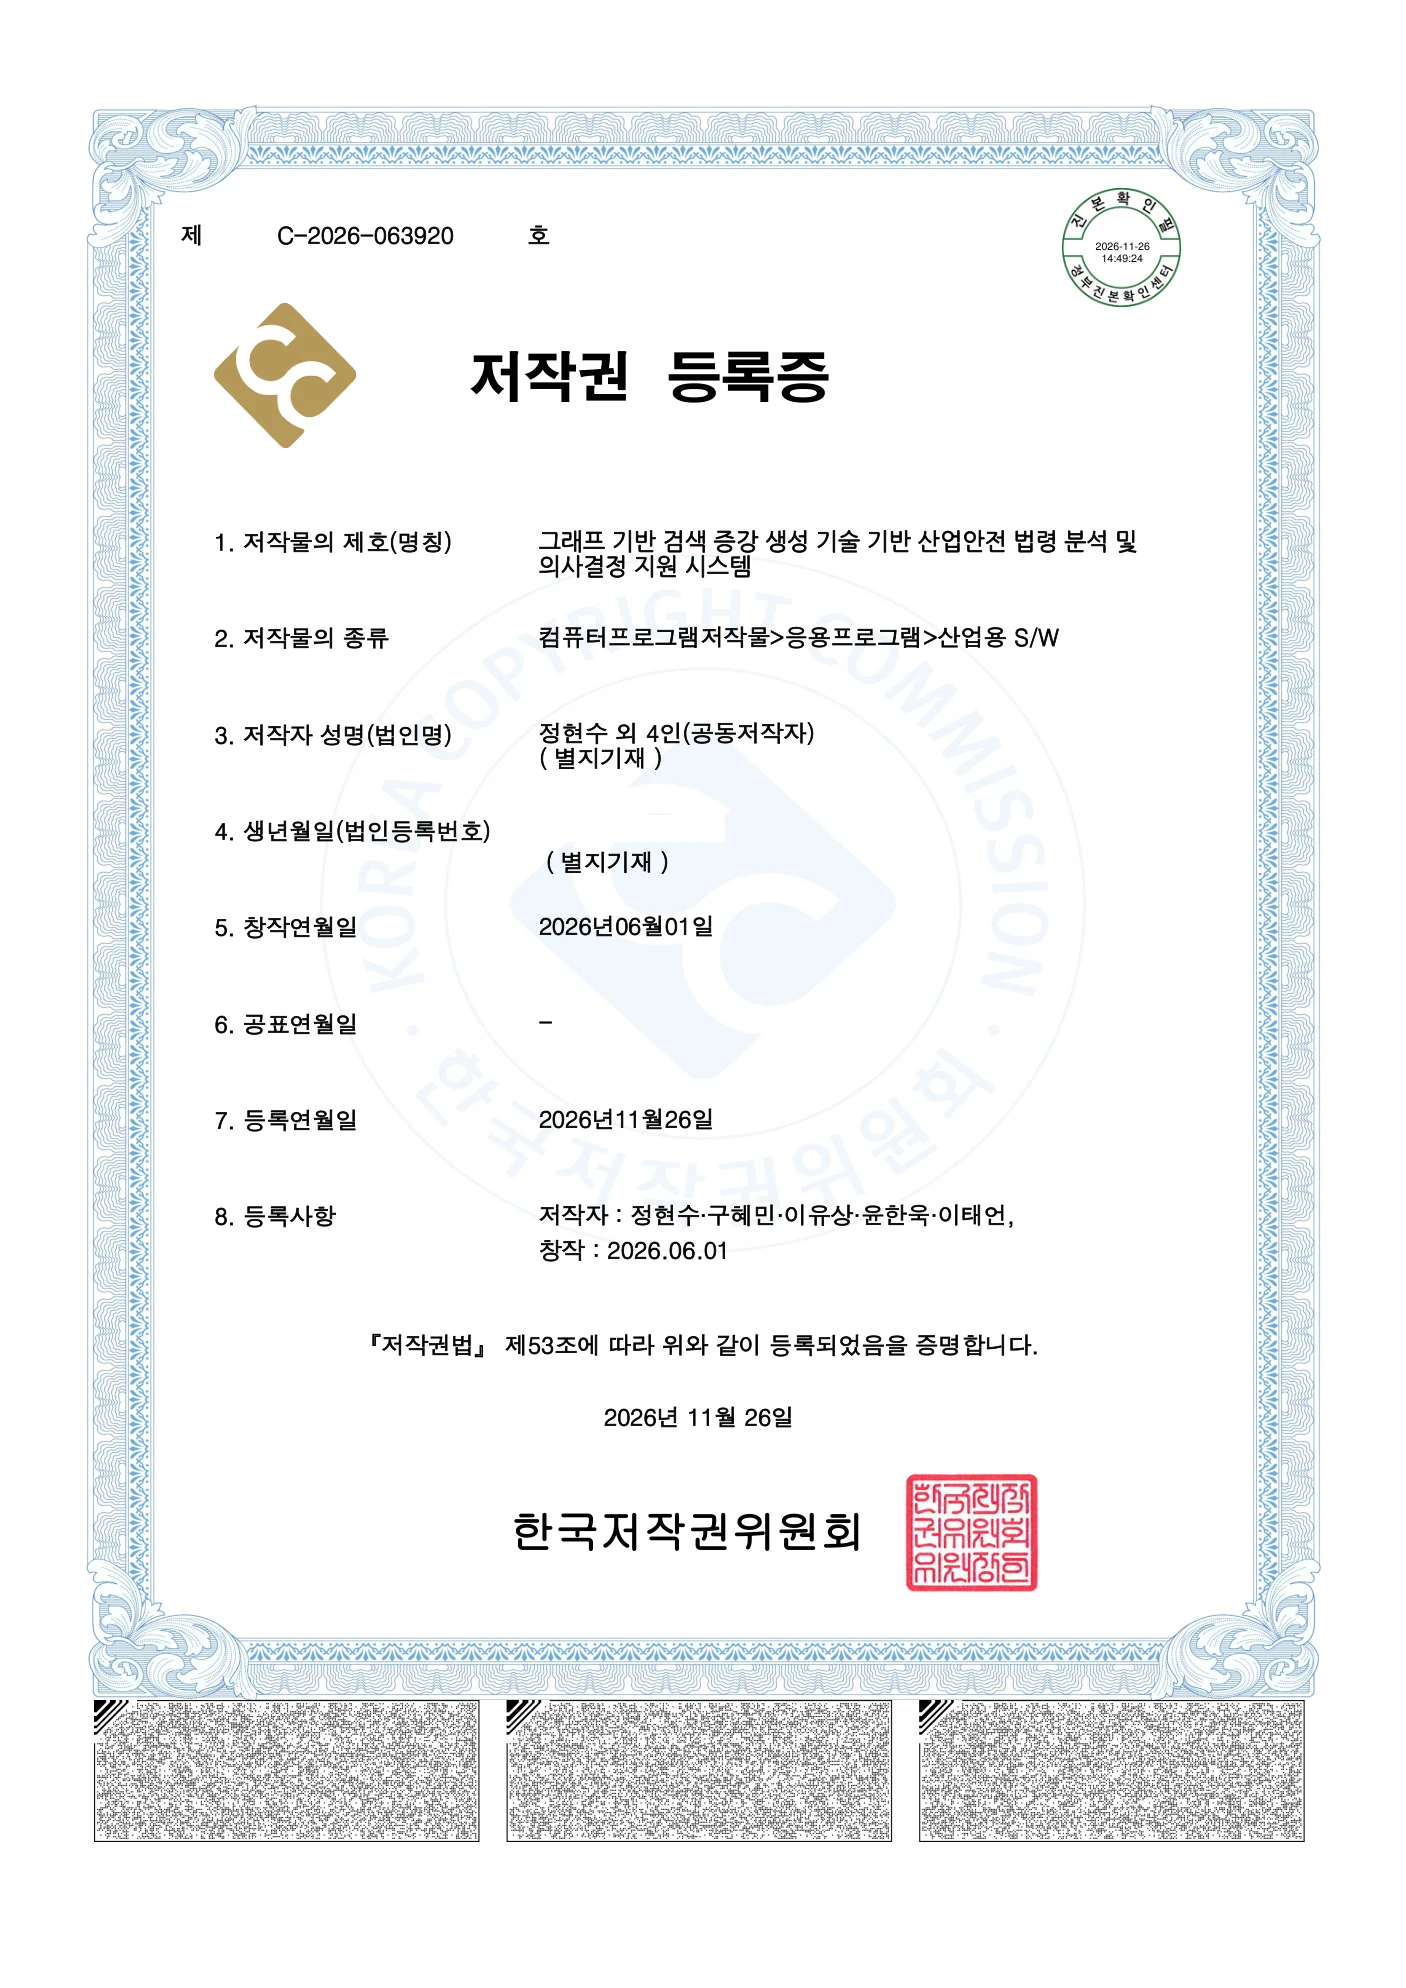 제 C-2026-063920 호
진본확인필
2026-11-26
14:49:24
정부진본확인센터
저작권 등록증
1. 저작물의 제호(명칭) 그래프 기반 검색 증강 생성 기술 기반 산업안전 법령 분석 및
의사결정 지원 시스템
2. 저작물의 종류 컴퓨터프로그램저작물>응용프로그램>산업용 S/W
3. 저작자 성명(법인명) 정현수 외 4인(공동저작자)
( 별지기재 )
4. 생년월일(법인등록번호)
( 별지기재 )
5. 창작연월일 2026년06월01일
6. 공표연월일 -
7. 등록연월일 2026년11월26일
8. 등록사항 저작자 : 정현수·구혜민·이유상·윤한욱·이태언,
창작 : 2026.06.01
『저작권법』 제53조에 따라 위와 같이 등록되었음을 증명합니다.
2026년 11월 26일
한국저작권위원회
KOREA COPYRIGHT COMMISSION
한국저작권위원회